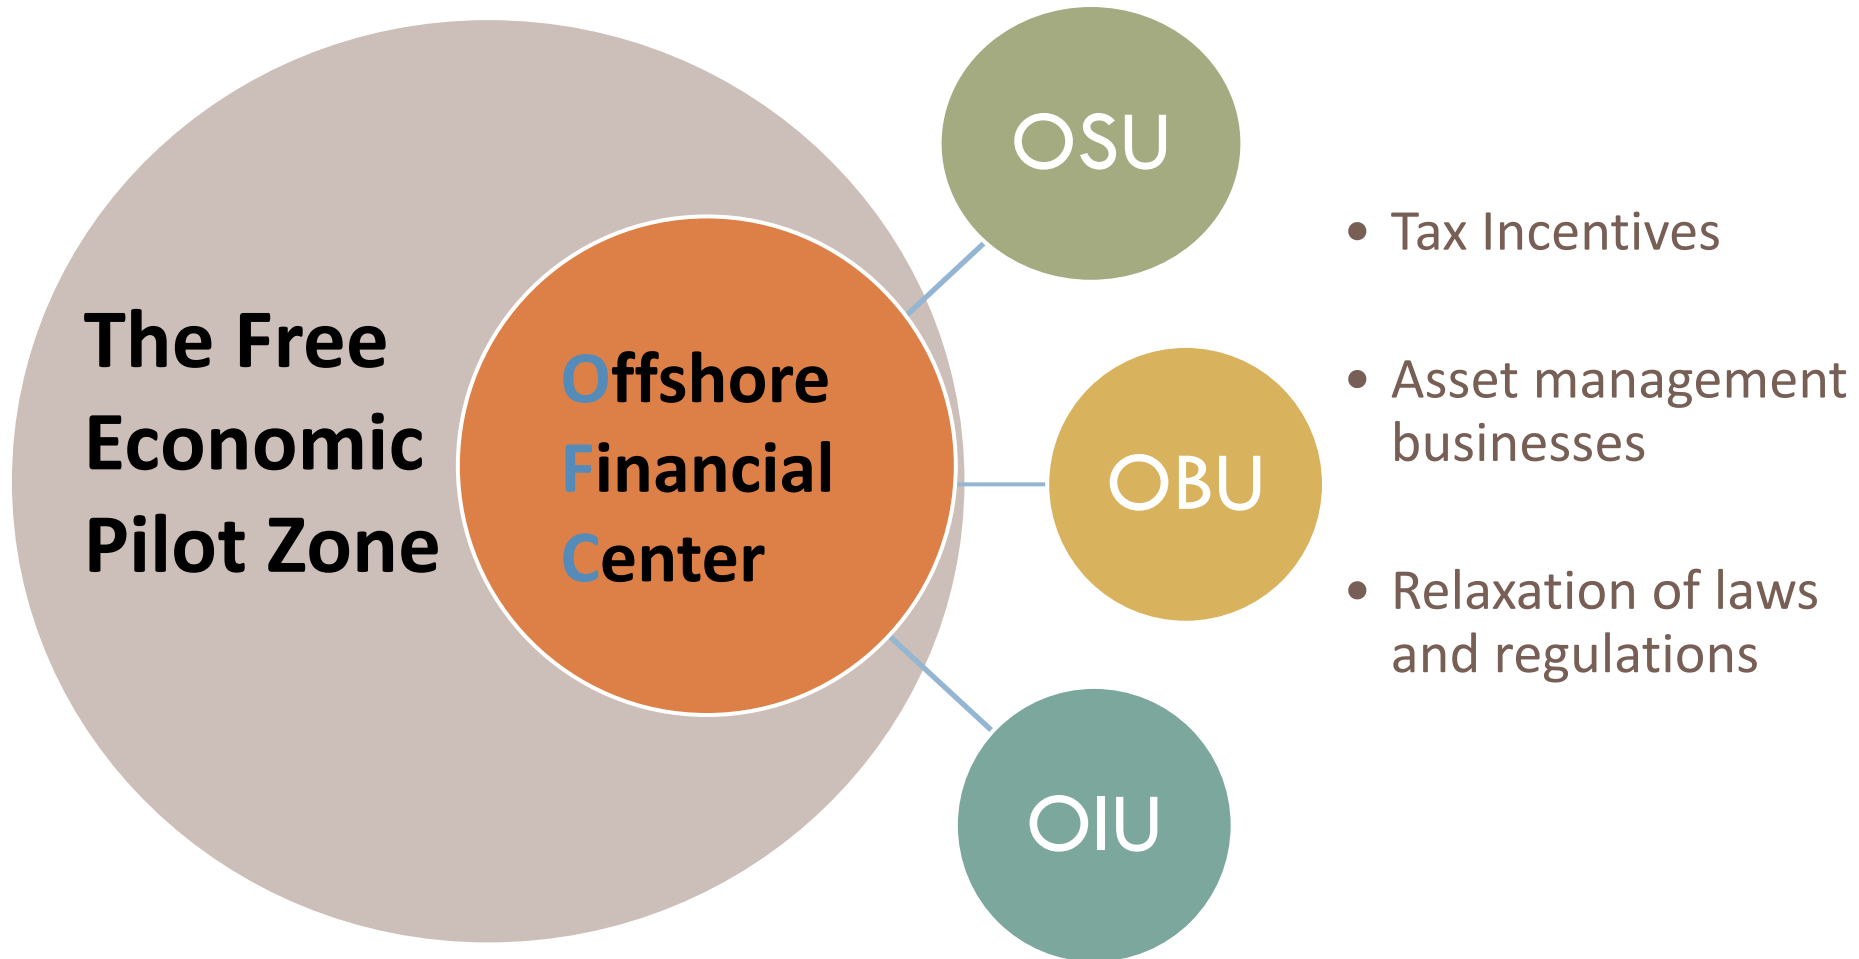 The Free
Economic
Pilot Zone
Offshore
Financial
Center
OSU
OBU
OIU
• Tax Incentives
• Asset management
businesses
• Relaxation of laws
and regulations